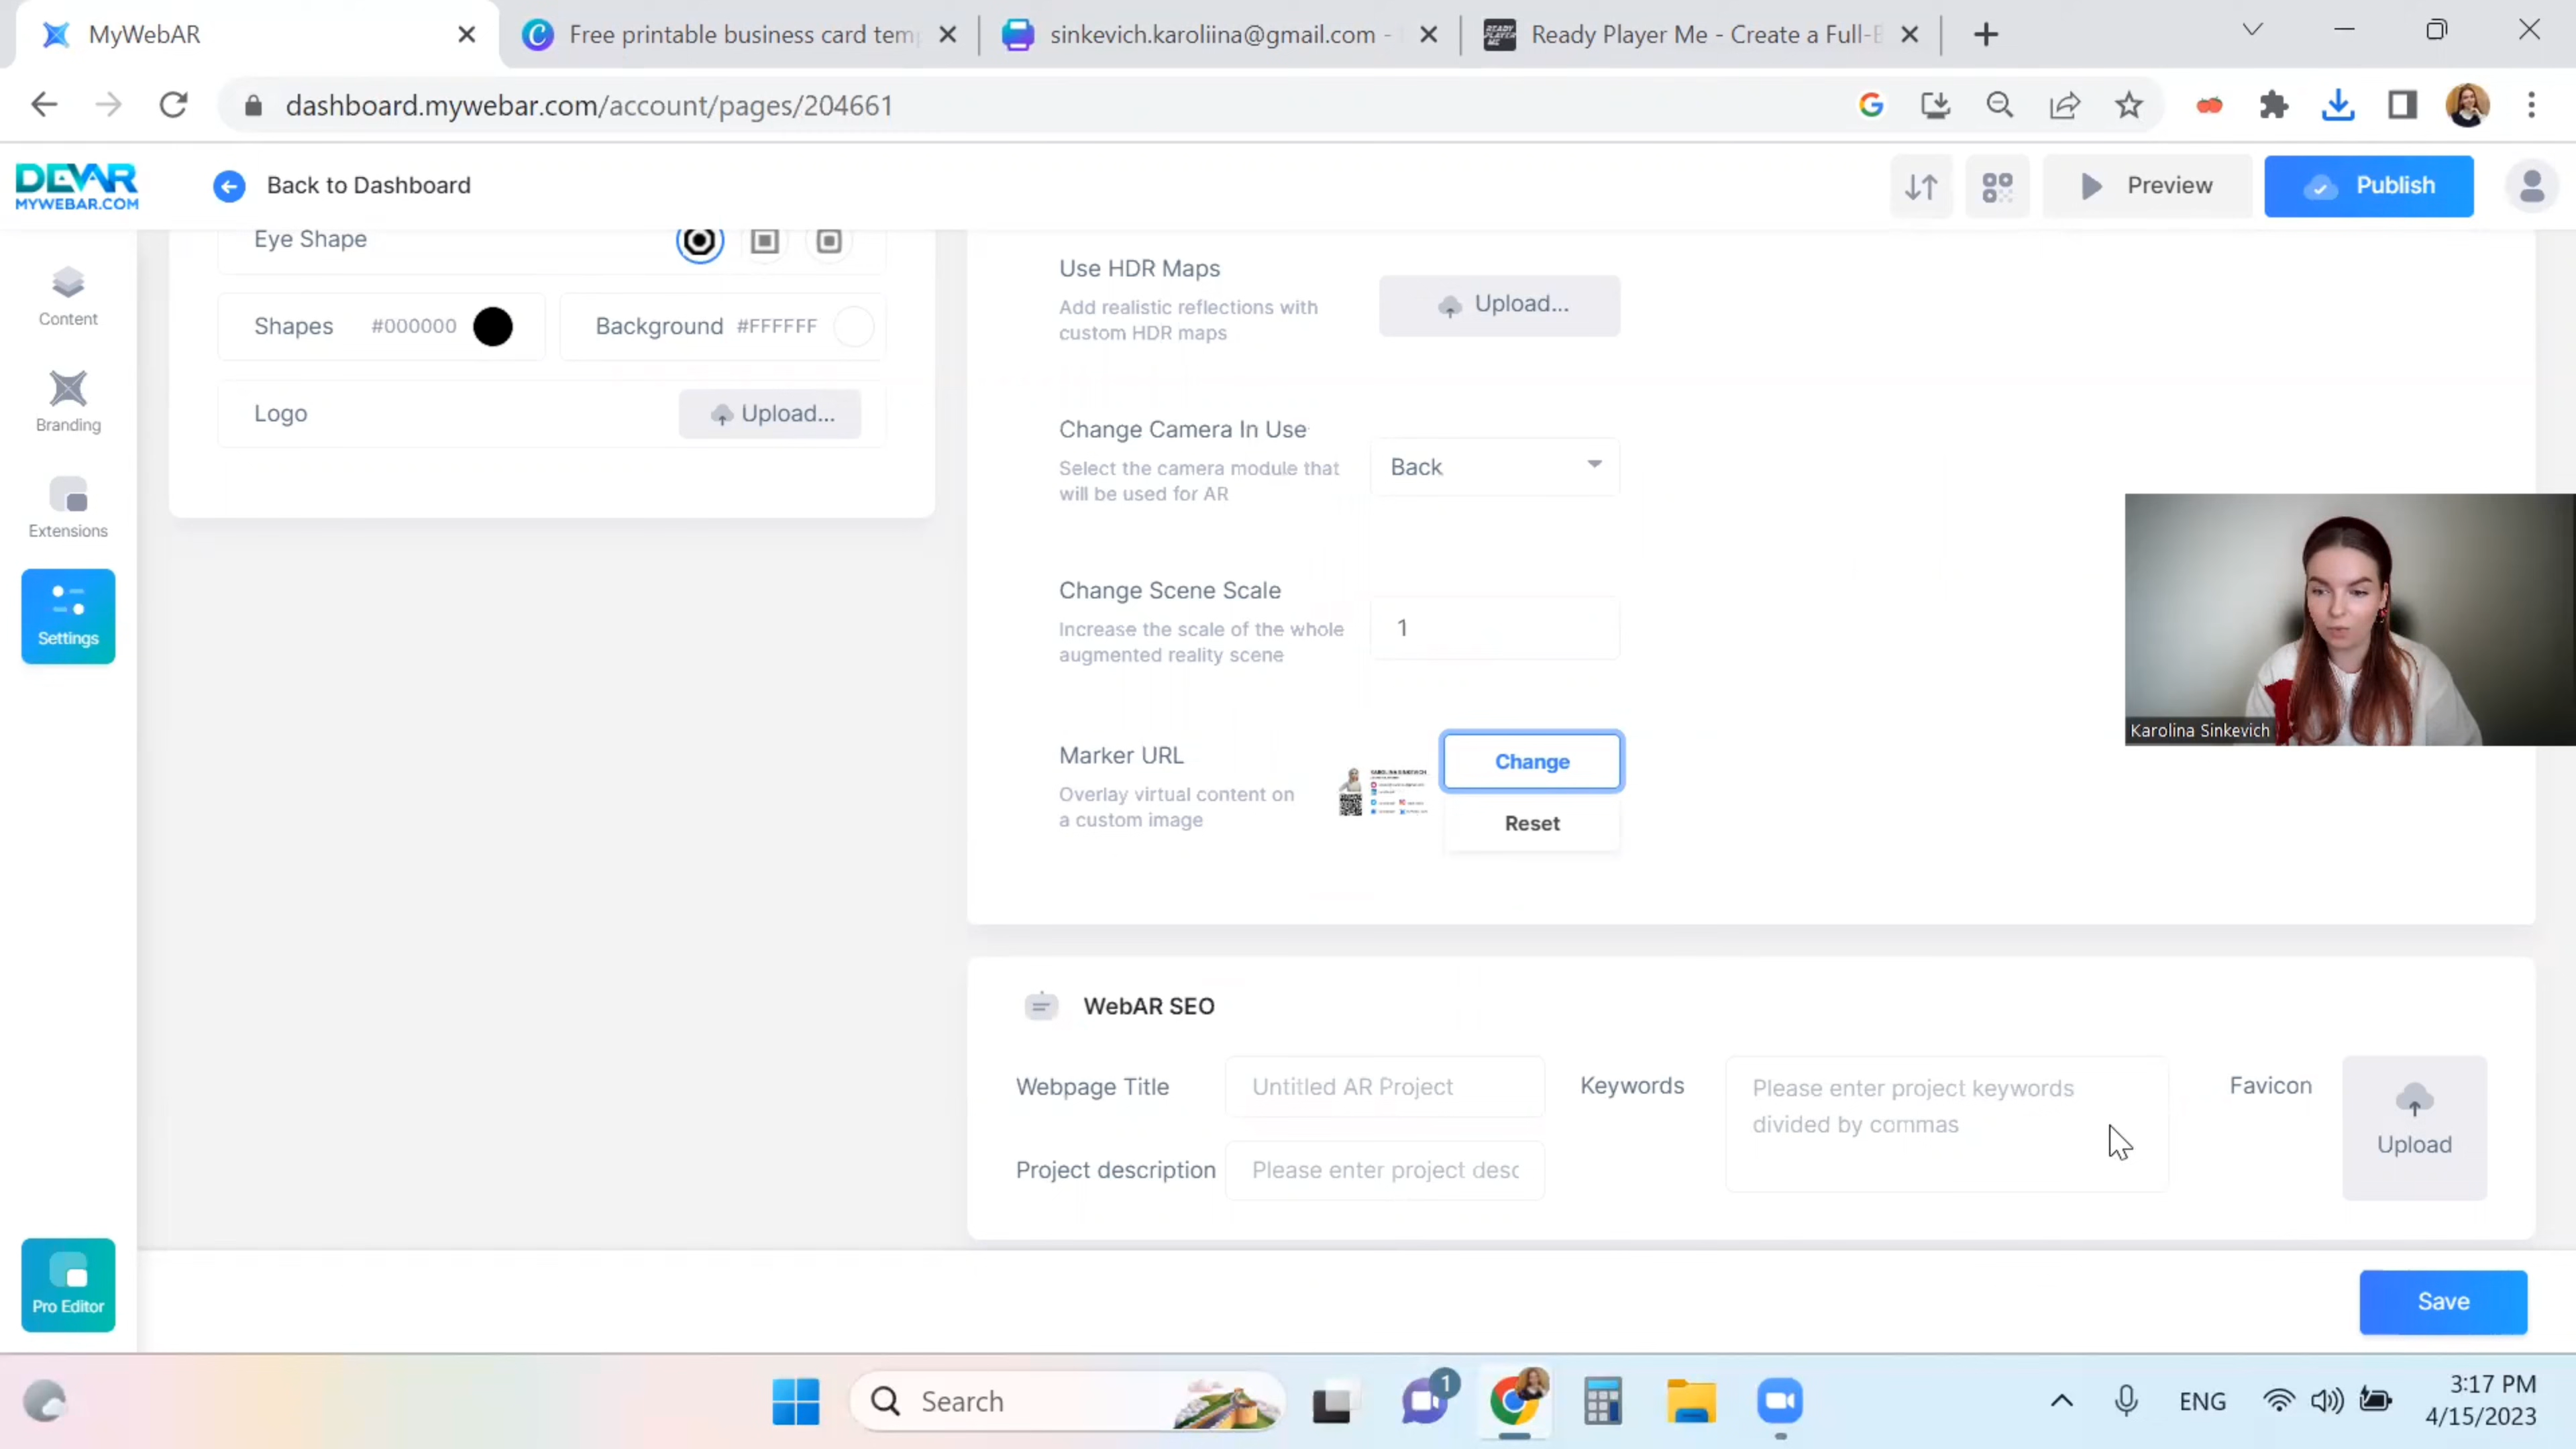 MyWebAR
Free printable business card temp
sinkevich.karoliina@gmail.com -
READY PLAYER ME
Ready Player Me - Create a Full-B
dashboard.mywebar.com/account/pages/204661
DEVAR
MYWEBAR.COM
Back to Dashboard
Preview
Publish
Content
Branding
Extensions
Settings
Pro Editor
Eye Shape
Shapes #000000
Background #FFFFFF
Logo
Upload...
Use HDR Maps
Add realistic reflections with
custom HDR maps
Upload...
Change Camera In Use
Select the camera module that
will be used for AR
Back
Change Scene Scale
Increase the scale of the whole
augmented reality scene
1
Marker URL
Overlay virtual content on
a custom image
KAROLINA SINKEVICH
Change
Reset
Karolina Sinkevich
WebAR SEO
Webpage Title
Untitled AR Project
Keywords
Please enter project keywords
divided by commas
Favicon
Upload
Project description
Please enter project desc
Save
Search
1
ENG
3:17 PM
4/15/2023